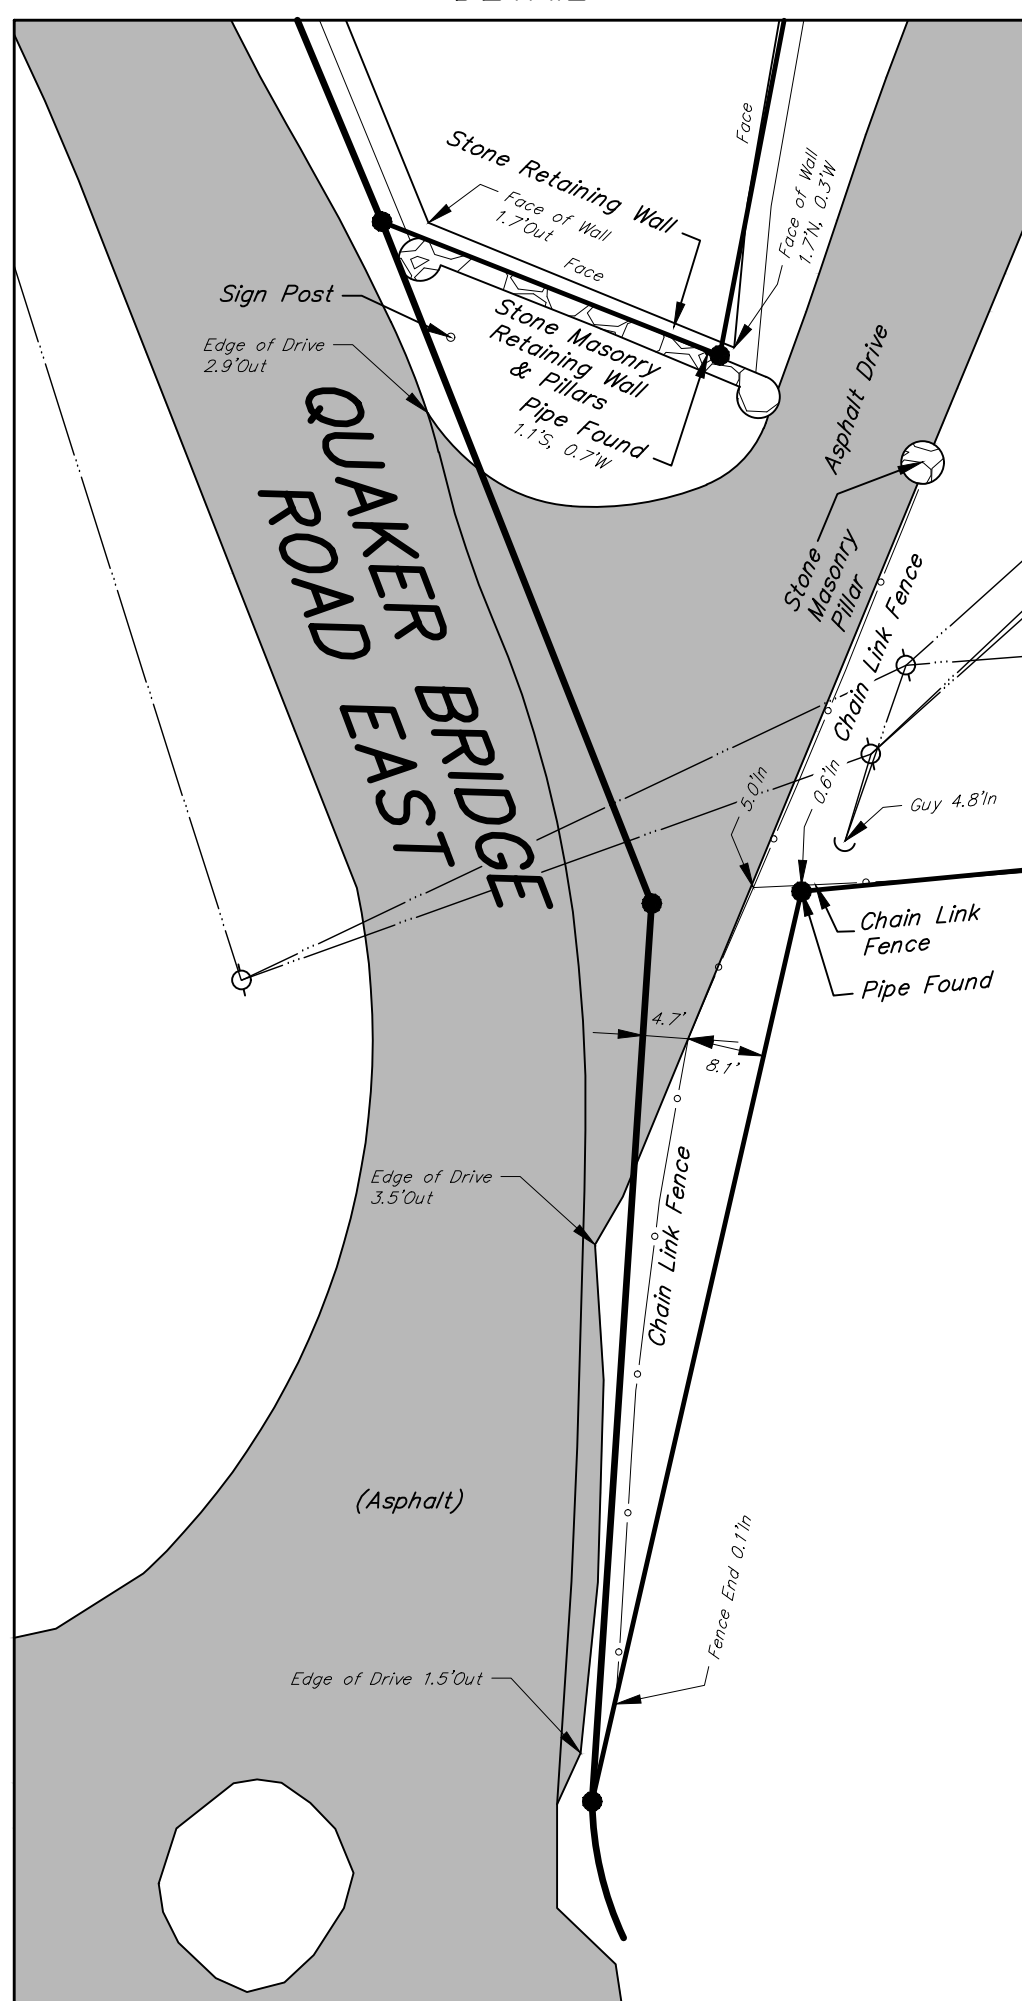 Stone Retaining Wall
Face of Wall
1.7'Out
Face
Face
Face of Wall
1.7'N, 0.3'W
Sign Post
Edge of Drive
2.9'Out
Stone Masonry
Retaining Wall
& Pillars
Pipe Found
1.1'S, 0.7'W
Asphalt Drive
QUAKER BRIDGE
ROAD EAST
Stone
Masonry
Pillar
Chain Link Fence
5.0'In
0.6'In
Guy 4.8'In
Chain Link
Fence
Pipe Found
4.7'
8.1'
Edge of Drive
3.5'Out
Chain Link Fence
(Asphalt)
Fence End 0.1'In
Edge of Drive 1.5'Out